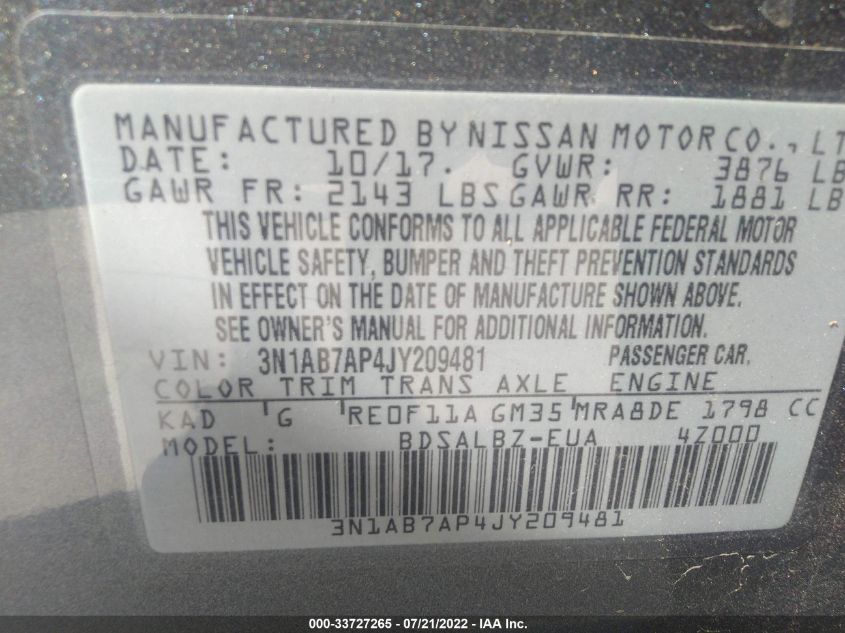 MANUFACTURED BY NISSAN MOTOR CO., LT
DATE: 10/17. GVWR: 3876 LB
GAWR FR: 2143 LBS GAWR RR: 1881 LB
THIS VEHICLE CONFORMS TO ALL APPLICABLE FEDERAL MOTOR
VEHICLE SAFETY, BUMPER AND THEFT PREVENTION STANDARDS
IN EFFECT ON THE DATE OF MANUFACTURE SHOWN ABOVE.
SEE OWNER'S MANUAL FOR ADDITIONAL INFORMATION.
VIN: 3N1AB7AP4JY209481 PASSENGER CAR.
COLOR TRIM TRANS AXLE ENGINE
KAD 'G 'RE0F11A GM35 'MRA8DE 1798 CC
MODEL: BDSALBZ-EUA 4Z000
3N1AB7AP4JY209481
000-33727265 - 07/21/2022 - IAA Inc.